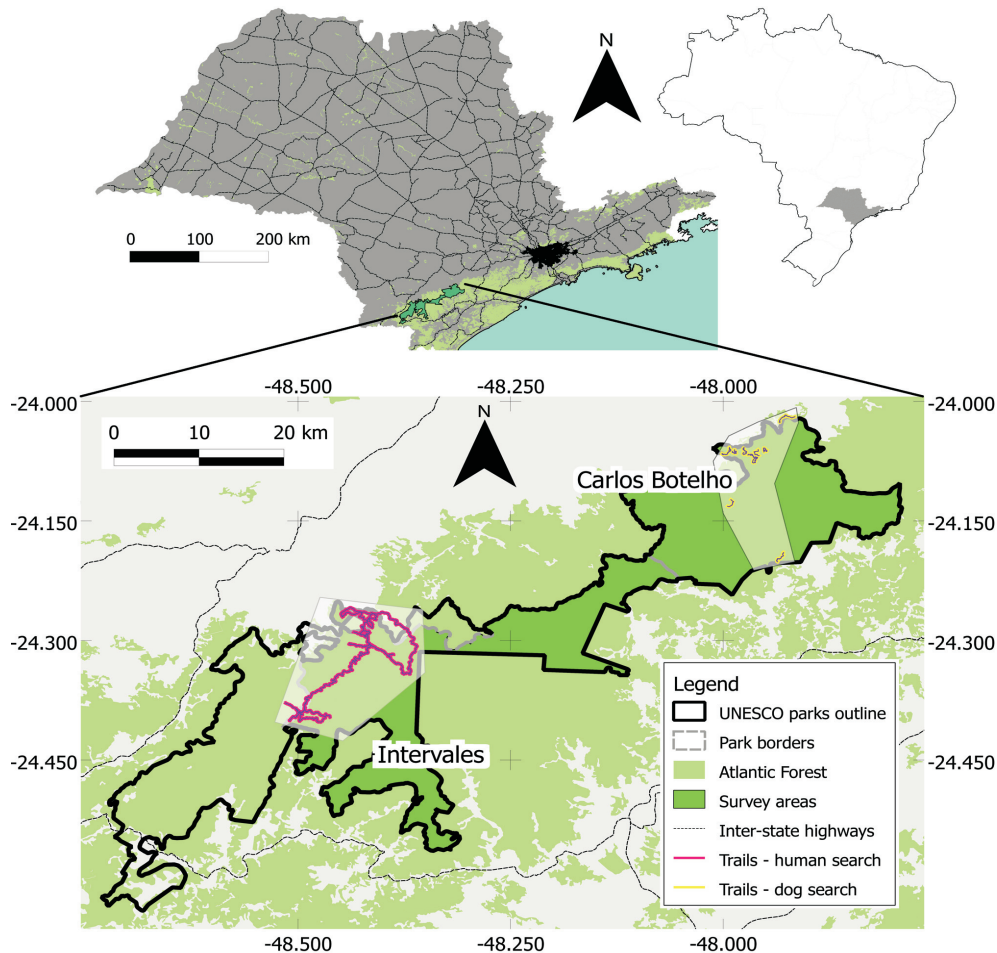 N
0 100 200 km
-48.500 -48.250 -48.000
-24.000 -24.000
N
0 10 20 km
Carlos Botelho
-24.150 -24.150
-24.300 -24.300
Legend
UNESCO parks outline
Park borders
Intervales
-24.450 -24.450
Atlantic Forest
Survey areas
Inter-state highways
Trails - human search
Trails - dog search
-48.500 -48.250 -48.000